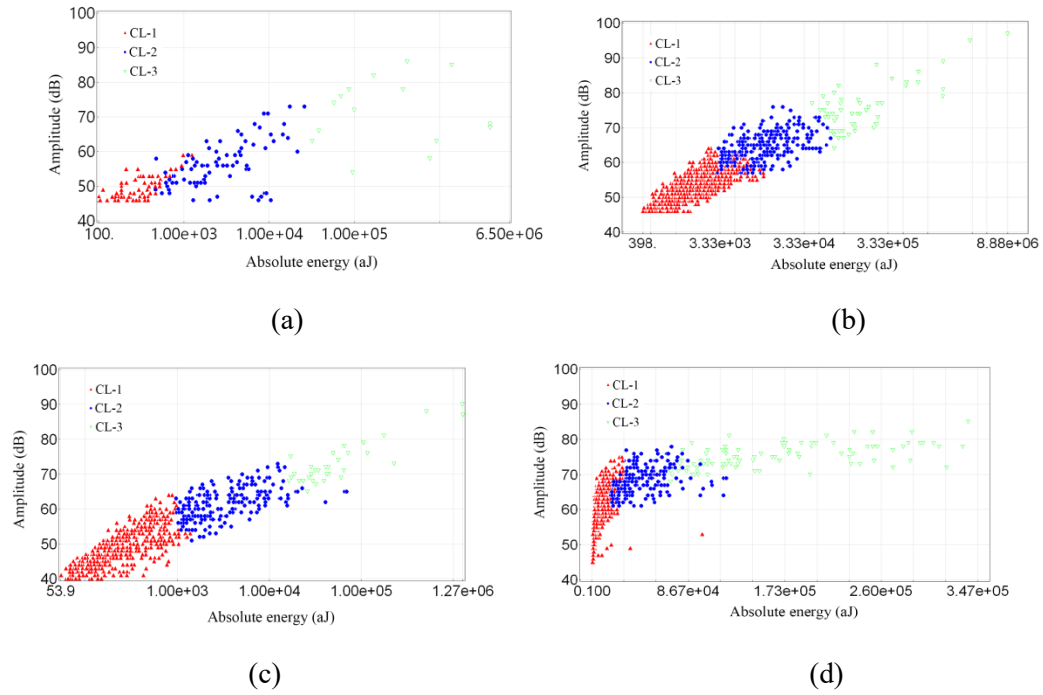 100
90
80
70
60
50
40
CL-1
CL-2
CL-3
Amplitude (dB)
100. 1.00e+03 1.00e+04 1.00e+05 6.50e+06
Absolute energy (aJ)
(a)
100
90
80
70
60
50
40
CL-1
CL-2
CL-3
Amplitude (dB)
398. 3.33e+03 3.33e+04 3.33e+05 8.88e+06
Absolute energy (aJ)
(b)
100
90
80
70
60
50
40
CL-1
CL-2
CL-3
Amplitude (dB)
53.9 1.00e+03 1.00e+04 1.00e+05 1.27e+06
Absolute energy (aJ)
(c)
100
90
80
70
60
50
40
CL-1
CL-2
CL-3
Amplitude (dB)
0.100 8.67e+04 1.73e+05 2.60e+05 3.47e+05
Absolute energy (aJ)
(d)